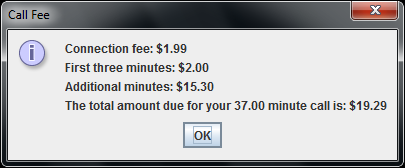 Call Fee
Connection fee: $1.99
First three minutes: $2.00
Additional minutes: $15.30
The total amount due for your 37.00 minute call is: $19.29
OK